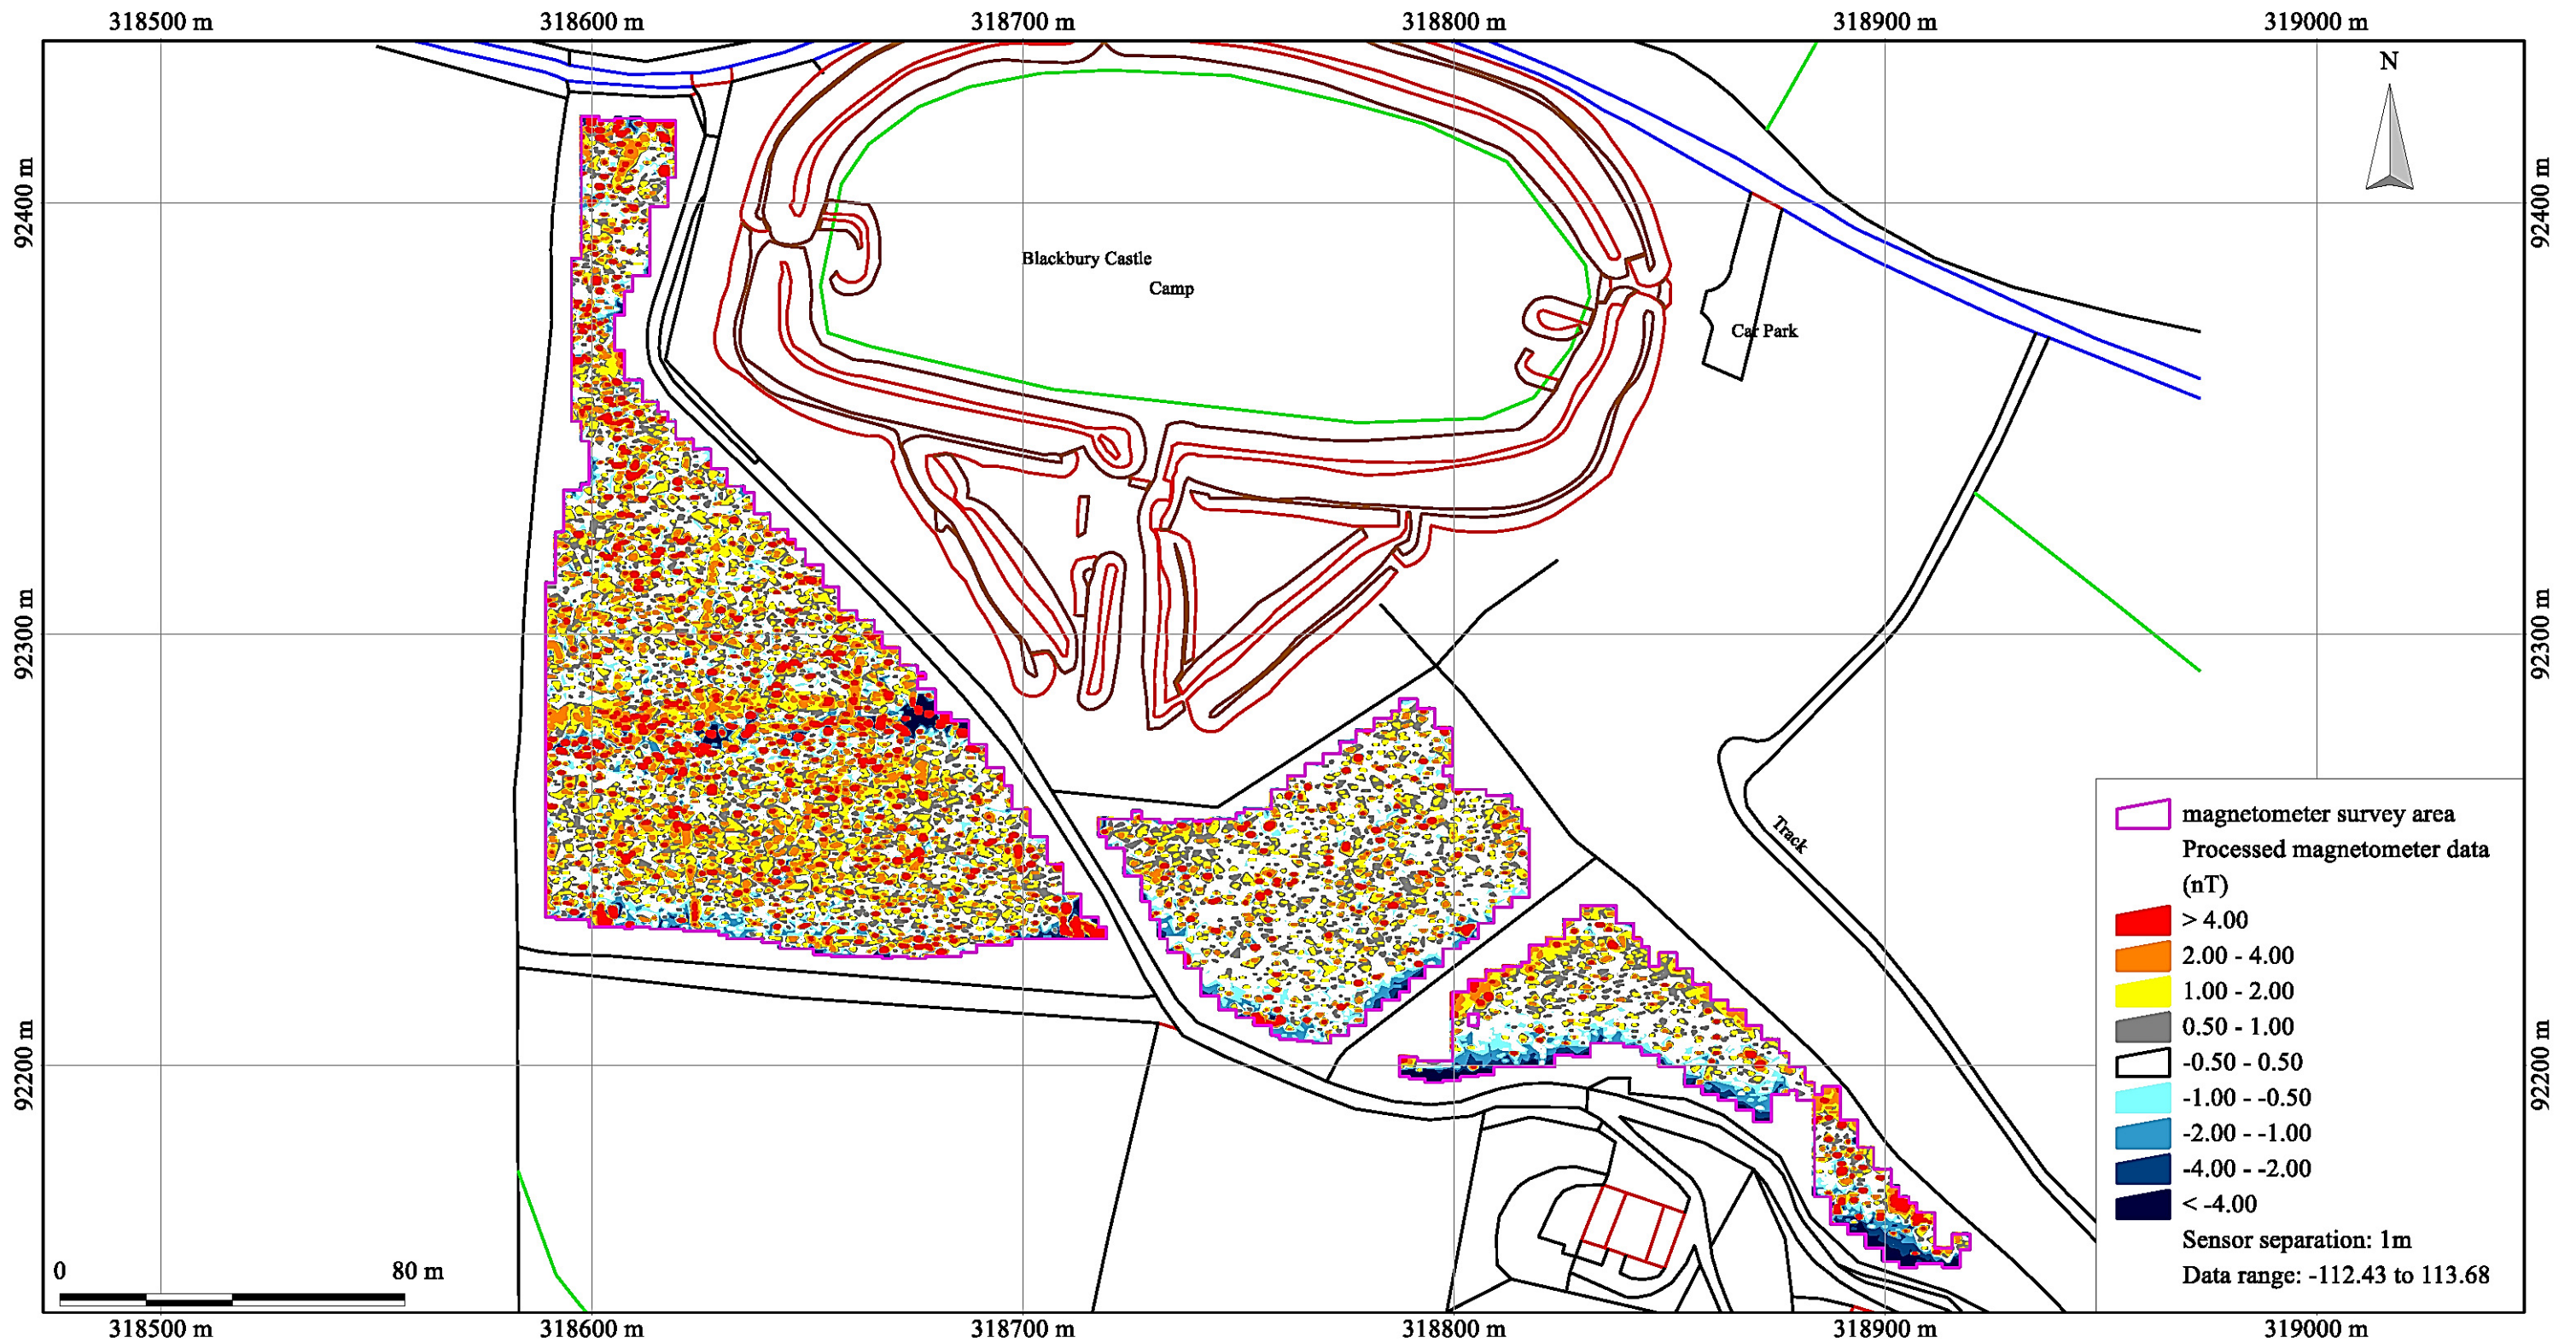 318500 m 318600 m 318700 m 318800 m 318900 m 319000 m
N
92400 m
92400 m
Blackbury Castle
Camp
Car Park
92300 m
92300 m
Track
magnetometer survey area
Processed magnetometer data
(nT)
> 4.00
2.00 - 4.00
1.00 - 2.00
0.50 - 1.00
-0.50 - 0.50
-1.00 - -0.50
-2.00 - -1.00
-4.00 - -2.00
< -4.00
Sensor separation: 1m
Data range: -112.43 to 113.68
92200 m
92200 m
0 80 m
318500 m 318600 m 318700 m 318800 m 318900 m 319000 m